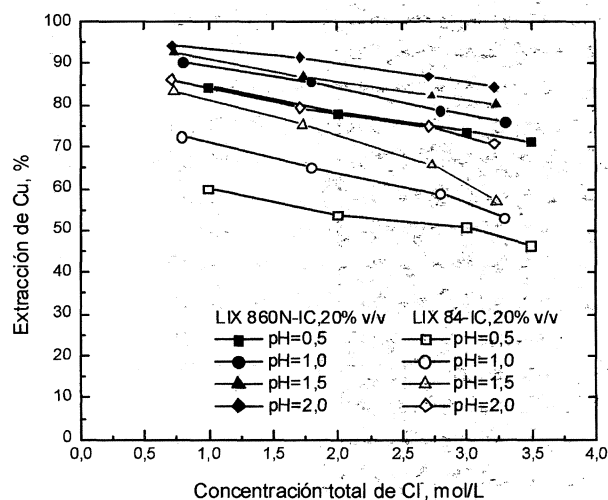 100
90
80
70
60
50
40
30
20
10
0
Extracción de Cu, %
LIX 860N-IC,20% v/v LIX 84-IC,20% v/v
pH=0,5 pH=0,5
pH=1,0 pH=1,0
pH=1,5 pH=1,5
pH=2,0 pH=2,0
0,0 0,5 1,0 1,5 2,0 2,5 3,0 3,5 4,0
Concentración total de Cl⁻, mol/L